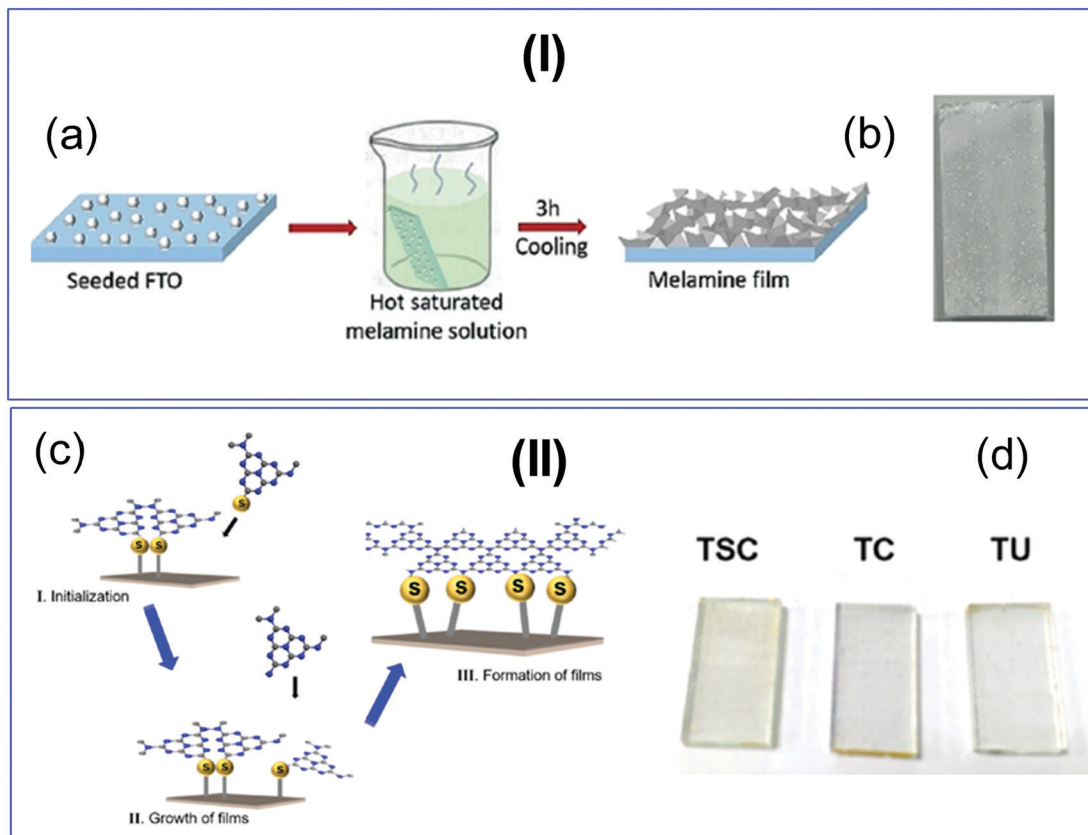 (I)
(a)
(b)
3h
Cooling
Seeded FTO
Melamine film
Hot saturated
melamine solution
(c)
(II)
(d)
S
TSC TC TU
S S
S S S S
I. Initialization
III. Formation of films
S S S
II. Growth of films